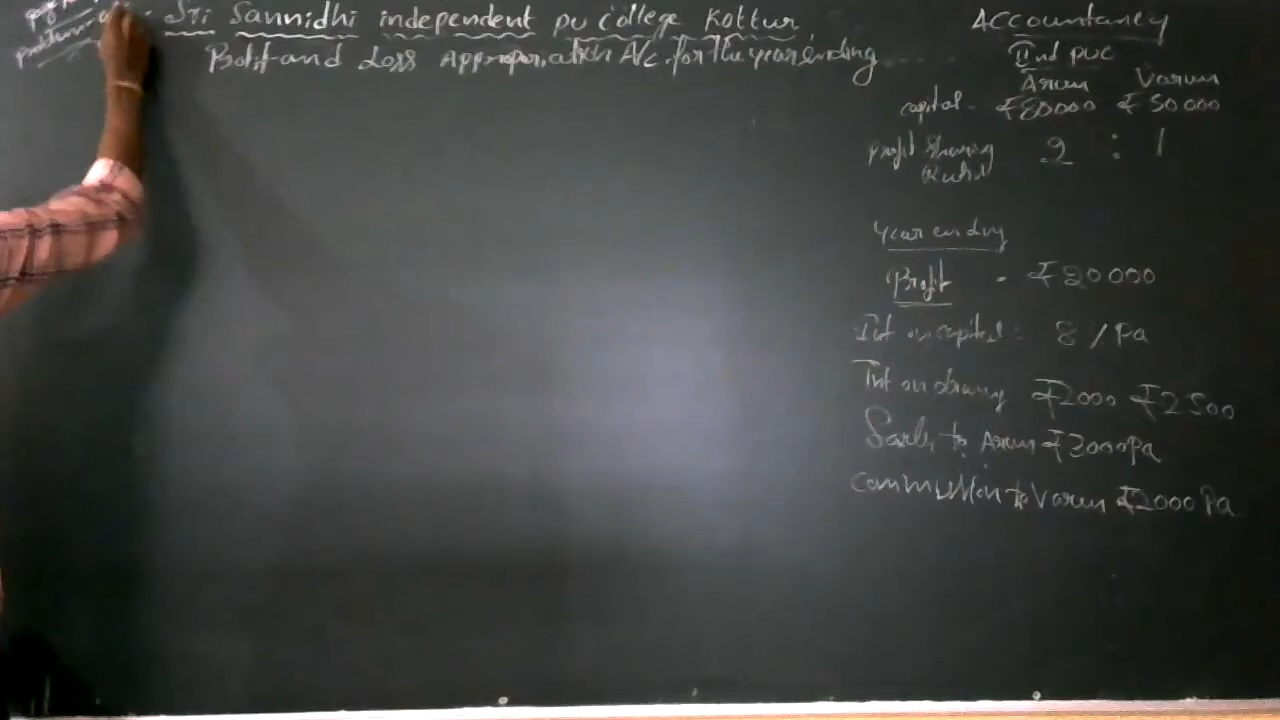 Sri Sannidhi independent pu College Kottur
Profit and Loss Appropriation A/c for the year ending
Accountancy
IInd PUC
Arun Varun
capital - ₹80000 ₹50000
Profit Sharing 2 : 1
Ratio
Year ending
Profit - ₹20000
Int on capital : 8 / Pa
Int on drawing ₹2000 ₹2500
to Arun ₹3000 Pa
Commission to Varun ₹2000 Pa